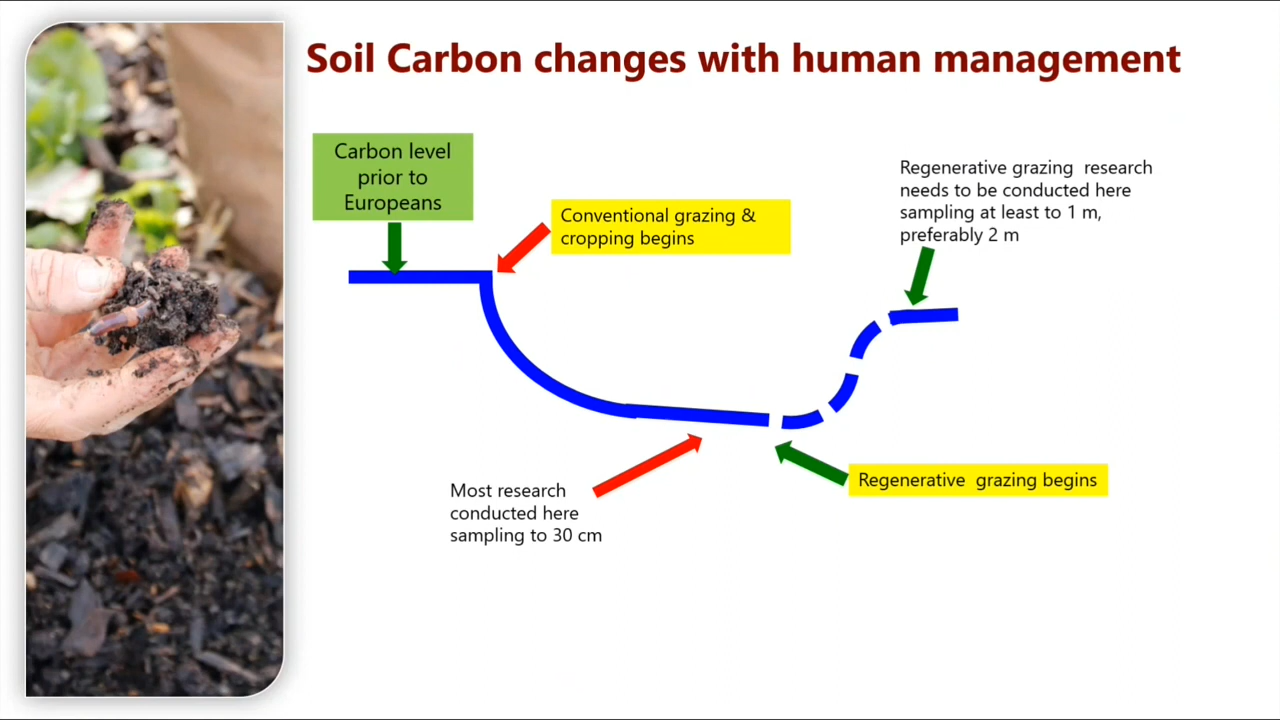 Soil Carbon changes with human management
Carbon level
prior to
Europeans
Conventional grazing &
cropping begins
Regenerative grazing research
needs to be conducted here
sampling at least to 1 m,
preferably 2 m
Most research
conducted here
sampling to 30 cm
Regenerative grazing begins